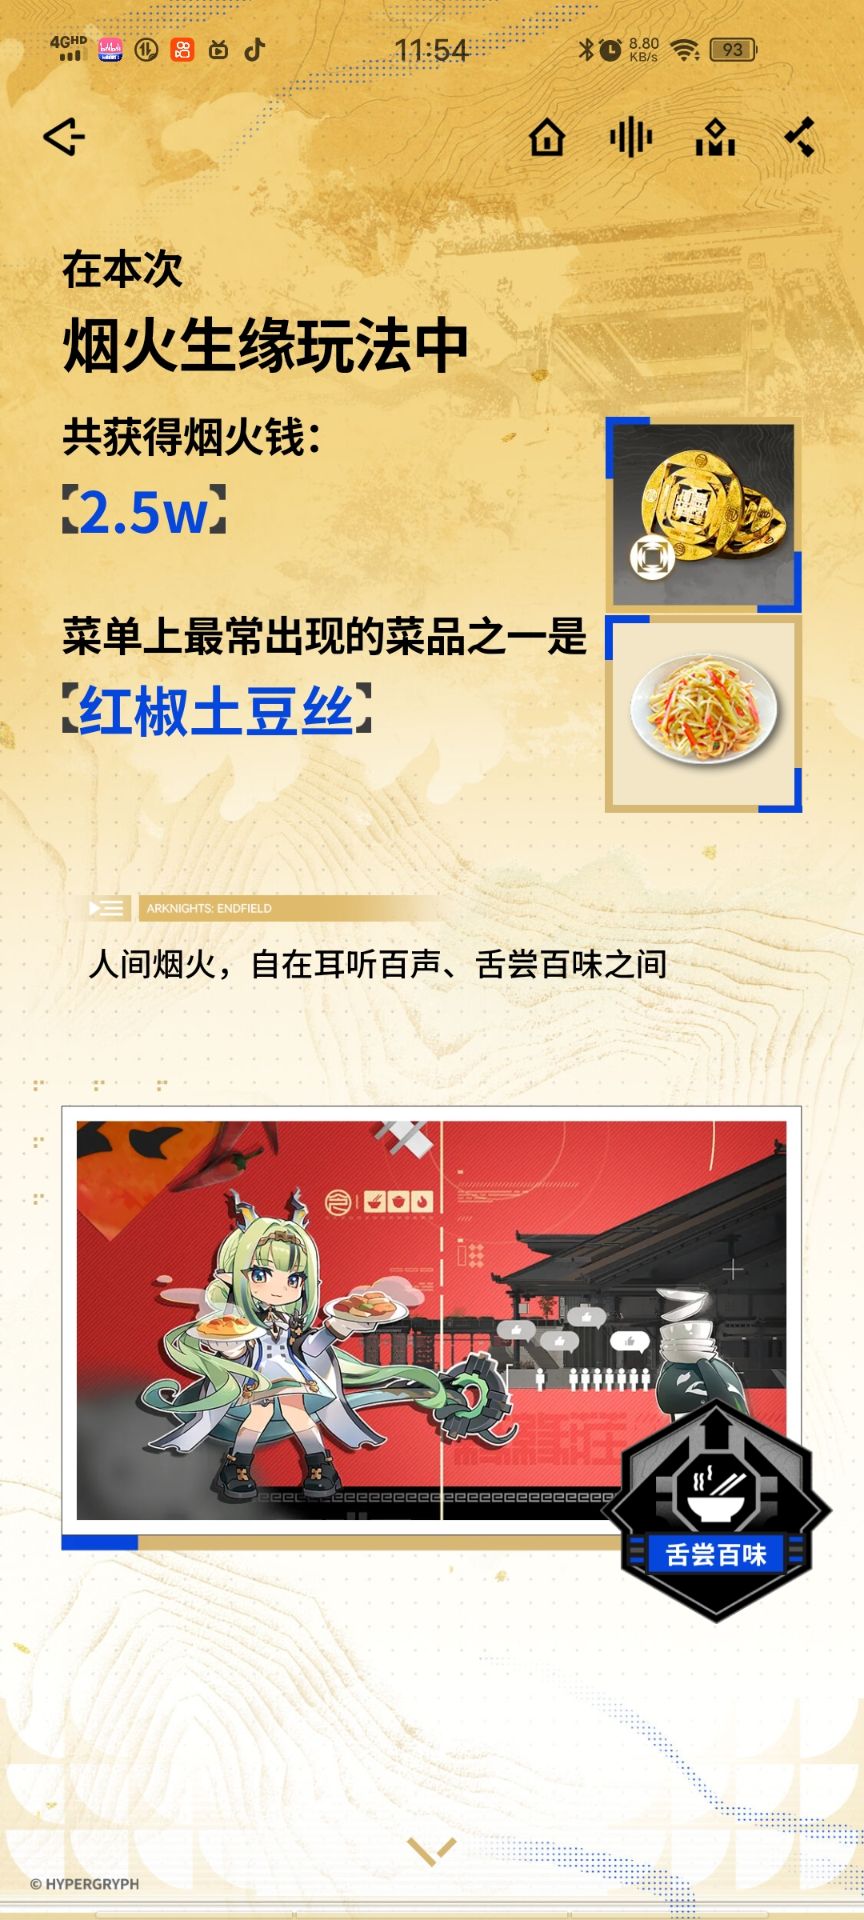 4GHD
11:54
8.80
KB/s
93
在本次
烟火生缘玩法中
共获得烟火钱：
2.5w
菜单上最常出现的菜品之一是
红椒土豆丝
ARKNIGHTS: ENDFIELD
人间烟火，自在耳听百声、舌尝百味之间
舌尝百味
© HYPERGRYPH